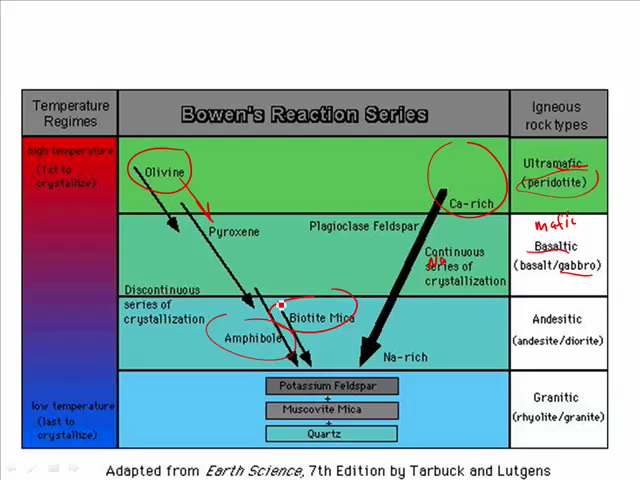 Temperature
Regimes
Bowen's Reaction Series
Igneous
rock types
high temperature
(1st to
crystallize)
Olivine
Ca-rich
Ultramafic
(peridotite)
Pyroxene
Plagioclase Feldspar
mafic
Basaltic
(basalt/gabbro)
Continuous
series of
crystallization
Na
Discontinuous
series of
crystallization
Biotite Mica
Amphibole
Na-rich
Andesitic
(andesite/diorite)
low temperature
(last to
crystallize)
Potassium Feldspar
+
Muscovite Mica
+
Quartz
Granitic
(rhyolite/granite)
Adapted from Earth Science, 7th Edition by Tarbuck and Lutgens